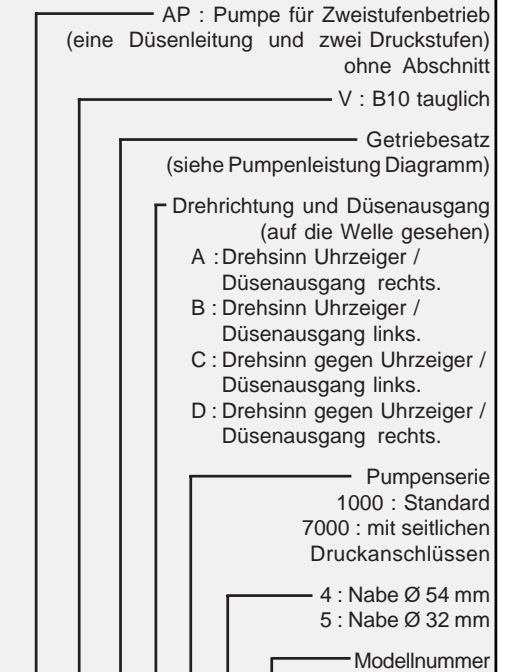 AP : Pumpe für Zweistufenbetrieb
(eine Düsenleitung und zwei Druckstufen)
ohne Abschnitt
V : B10 tauglich
Getriebesatz
(siehe Pumpenleistung Diagramm)
Drehrichtung und Düsenausgang
(auf die Welle gesehen)
A : Drehsinn Uhrzeiger /
Düsenausgang rechts.
B : Drehsinn Uhrzeiger /
Düsenausgang links.
C : Drehsinn gegen Uhrzeiger /
Düsenausgang links.
D : Drehsinn gegen Uhrzeiger /
Düsenausgang rechts.
Pumpenserie
1000 : Standard
7000 : mit seitlichen
Druckanschlüssen
4 : Nabe Ø 54 mm
5 : Nabe Ø 32 mm
Modellnummer